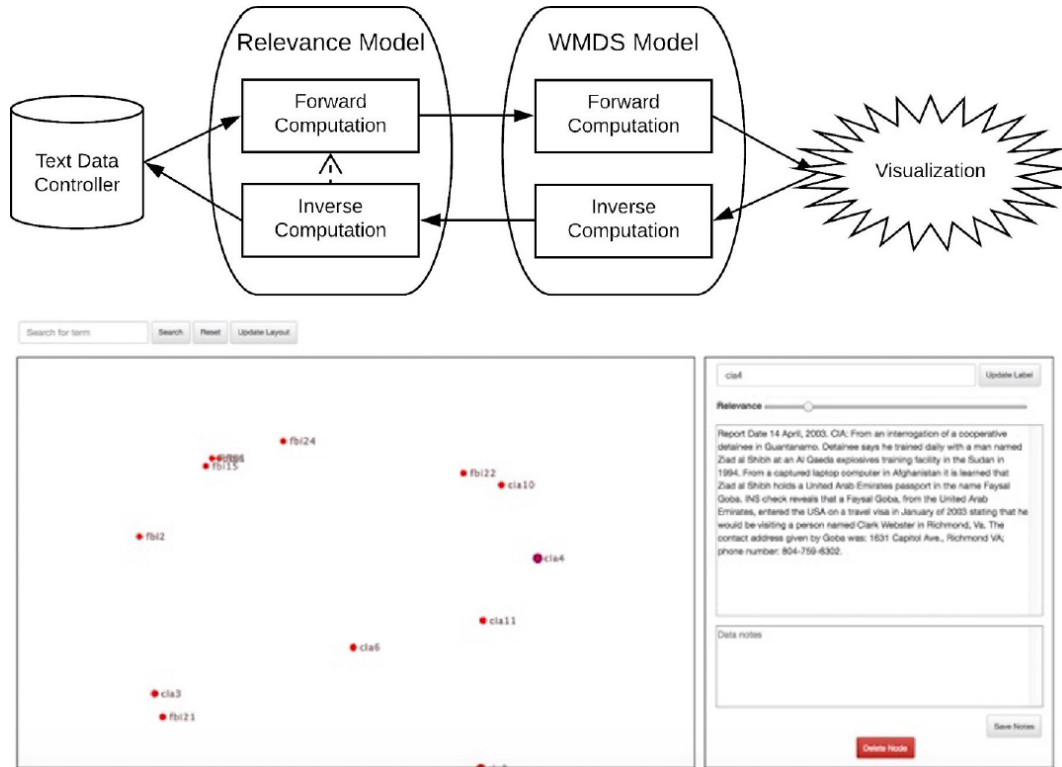 Relevance Model
WMDS Model
Forward
Computation
Forward
Computation
Text Data
Controller
Visualization
Inverse
Computation
Inverse
Computation
Search for term
Search
Reset
Update Layout
fbi24
fbi15
fbi22
cia10
fbi2
cia4
cia11
cia6
cia3
fbi21
cia4
Update Label
Relevance
Report Date 14 April, 2003. CIA: From an interrogation of a cooperative
detainee in Guantanamo. Detainee says he trained daily with a man named
Ziad al Shibh at an Al Qaeda explosives training facility in the Sudan in
1994. From a captured laptop computer in Afghanistan it is learned that
Ziad al Shibh holds a United Arab Emirates passport in the name Faysal
Goba. INS check reveals that a Faysal Goba, from the United Arab
Emirates, entered the USA on a travel visa in January of 2003 stating that he
would be visiting a person named Clark Webster in Richmond, Va. The
contact address given by Goba was: 1631 Capitol Ave., Richmond VA;
phone number: 804-759-6302.
Data notes
Save Notes
Delete Node